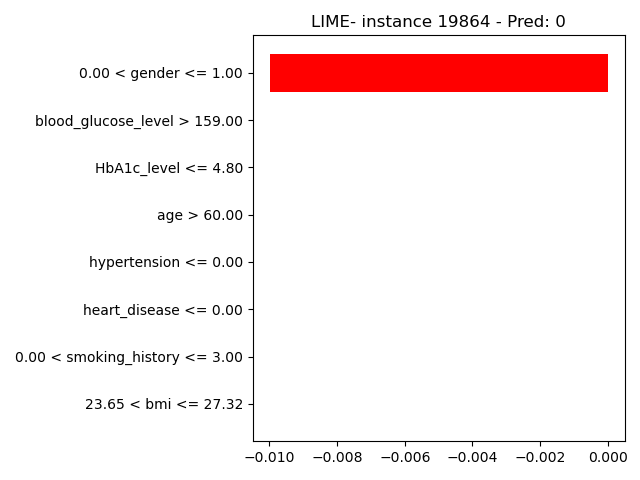 LIME- instance 19864 - Pred: 0
0.00 < gender <= 1.00
blood_glucose_level > 159.00
HbA1c_level <= 4.80
age > 60.00
hypertension <= 0.00
heart_disease <= 0.00
0.00 < smoking_history <= 3.00
23.65 < bmi <= 27.32
−0.010 −0.008 −0.006 −0.004 −0.002 0.000